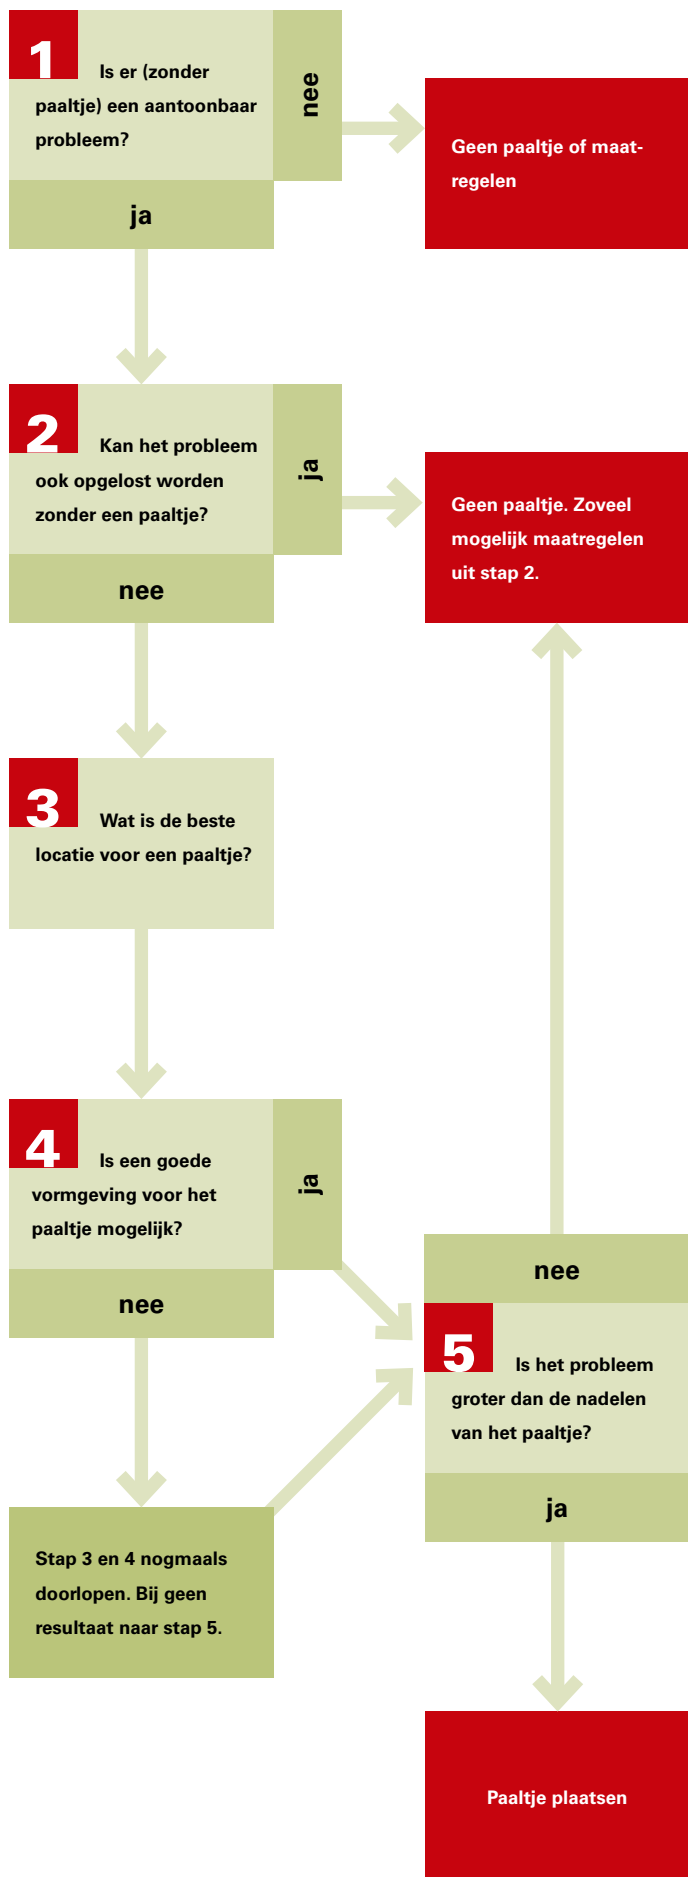 1
Is er (zonder
paaltje) een aantoonbaar
probleem?
nee
ja
Geen paaltje of maat-
regelen
2
Kan het probleem
ook opgelost worden
zonder een paaltje?
ja
nee
Geen paaltje. Zoveel
mogelijk maatregelen
uit stap 2.
3
Wat is de beste
locatie voor een paaltje?
4
Is een goede
vormgeving voor het
paaltje mogelijk?
ja
nee
Stap 3 en 4 nogmaals
doorlopen. Bij geen
resultaat naar stap 5.
nee
5
Is het probleem
groter dan de nadelen
van het paaltje?
ja
Paaltje plaatsen